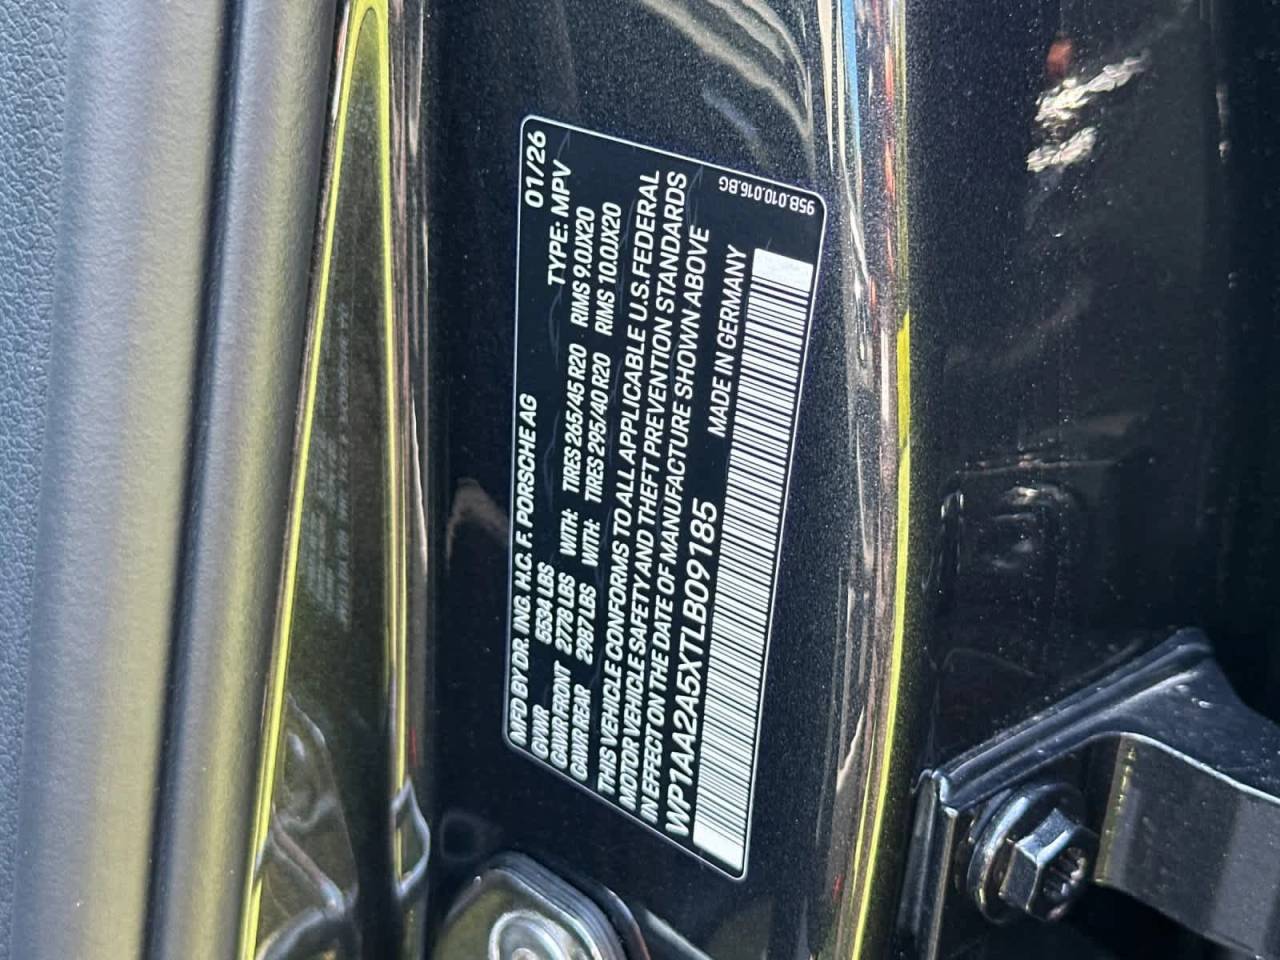 01/26
MFD BY DR. ING. H.C. F. PORSCHE AG
GVWR 5534 LBS TYPE: MPV
GAWR FRONT 2778 LBS WITH: TIRES 265/45 R20 RIMS 9.0JX20
GAWR REAR 2987 LBS WITH: TIRES 295/40 R20 RIMS 10.0JX20
THIS VEHICLE CONFORMS TO ALL APPLICABLE U.S.FEDERAL
MOTOR VEHICLE SAFETY AND THEFT PREVENTION STANDARDS
IN EFFECT ON THE DATE OF MANUFACTURE SHOWN ABOVE
WP1AA2A5XTLB09185 MADE IN GERMANY
95B.010.016.BG